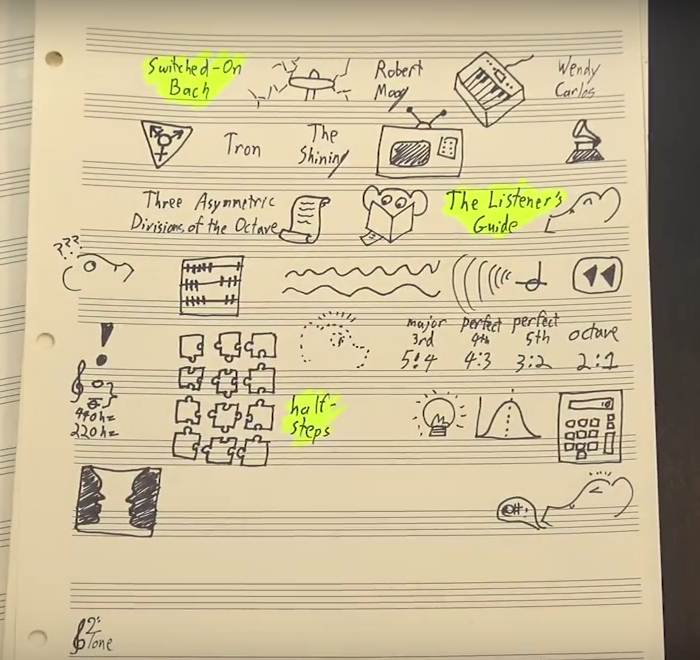 Switched-On
Bach
Robert
Moog
Wendy
Carlos
Tron
The
Shining
Three Asymmetric
Divisions of the Octave
The Listener's
Guide
???
major
3rd
5:4
perfect
4th
4:3
perfect
5th
3:2
octave
2:1
!
440hz
220hz
half-
steps
10
OH!
2:
Tone